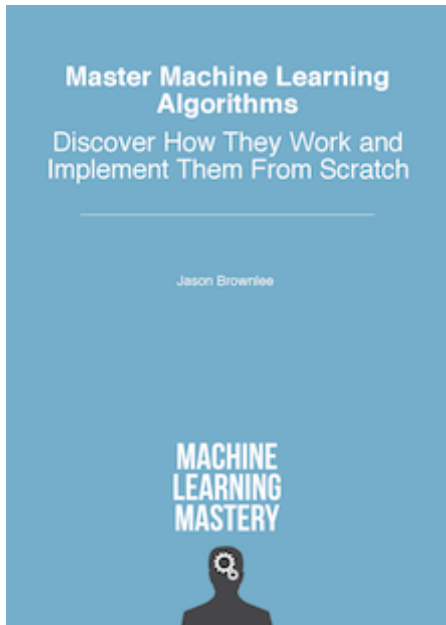 Master Machine Learning
Algorithms
Discover How They Work and
Implement Them From Scratch
Jason Brownlee
MACHINE
LEARNING
MASTERY